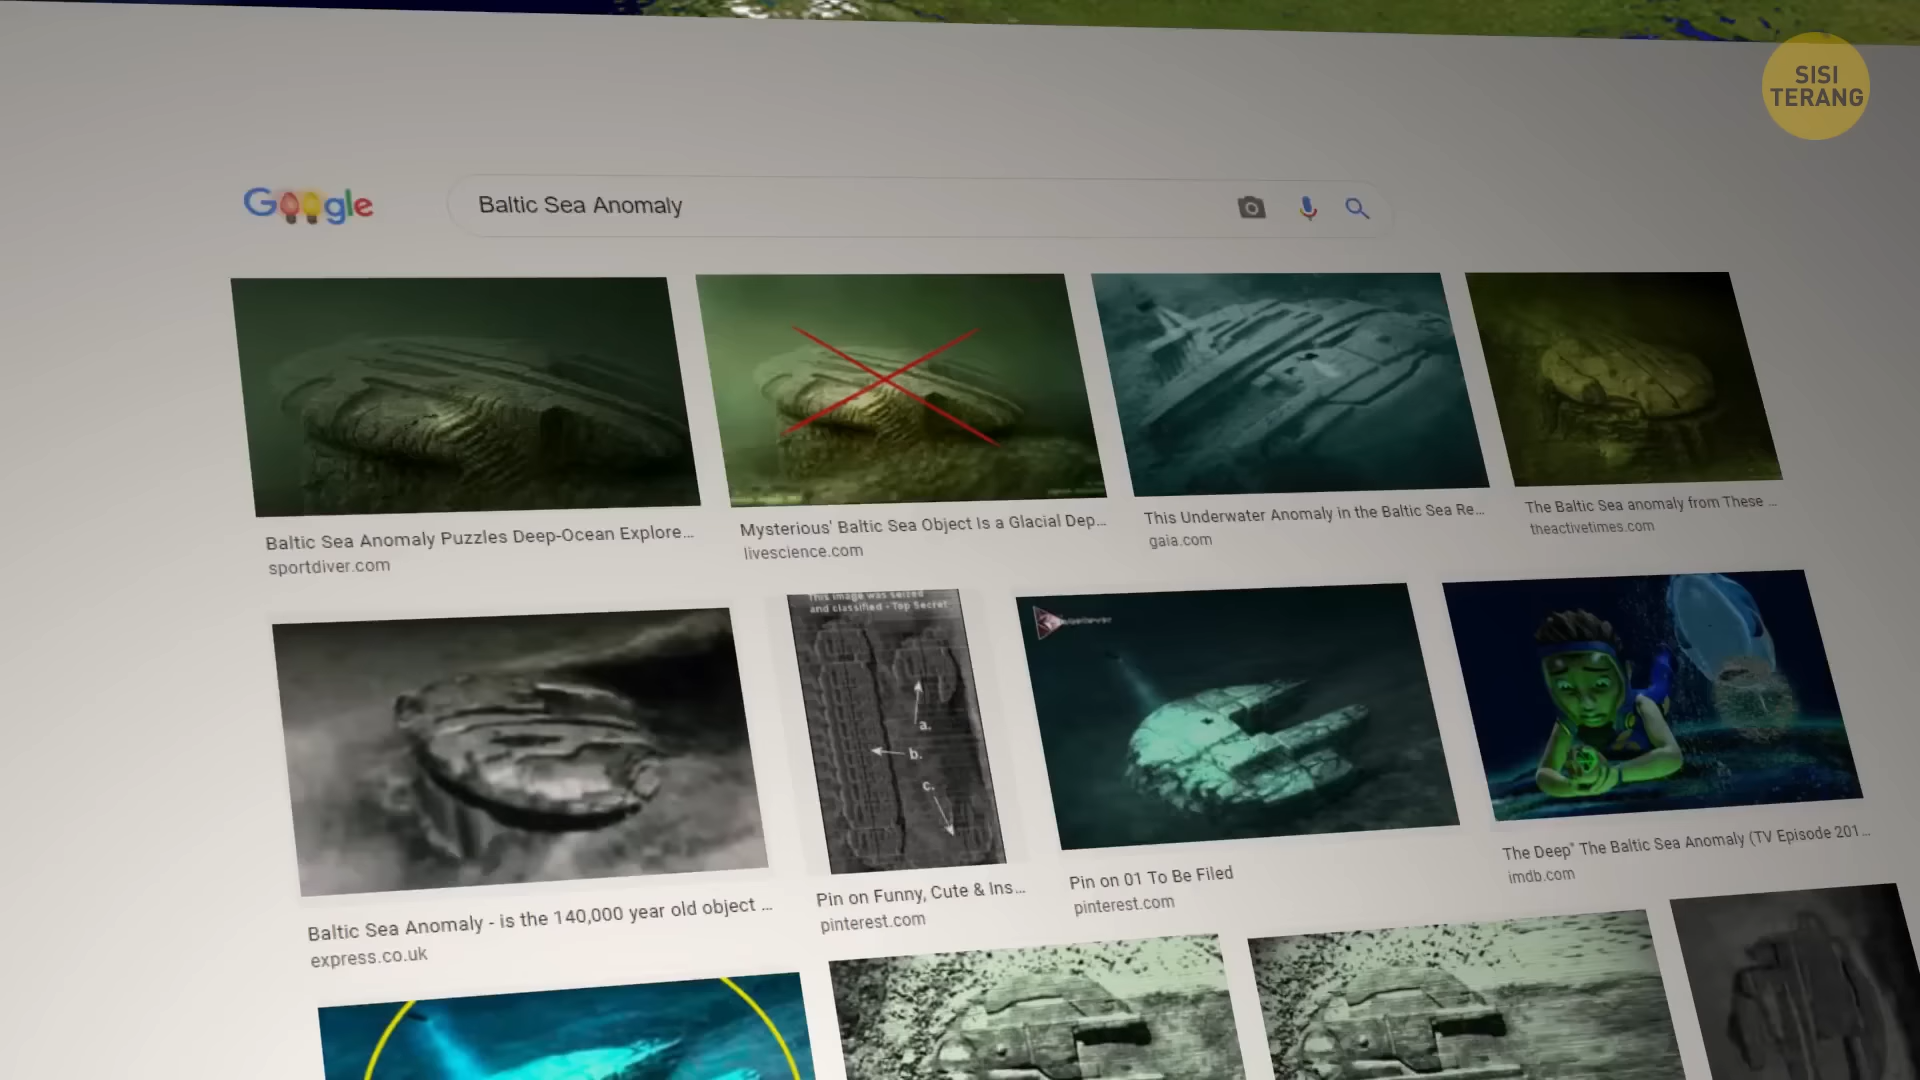 SISI
TERANG
Google
Baltic Sea Anomaly
Baltic Sea Anomaly Puzzles Deep-Ocean Explore...
sportdiver.com
Mysterious' Baltic Sea Object Is a Glacial Dep...
livescience.com
This Underwater Anomaly in the Baltic Sea Re...
gaia.com
The Baltic Sea anomaly from These ...
theactivetimes.com
This image was seized
and classified - Top Secret
a.
b.
c.
Baltic Sea Anomaly - is the 140,000 year old object ...
express.co.uk
Pin on Funny, Cute & Ins...
pinterest.com
Pin on 01 To Be Filed
pinterest.com
The Deep" The Baltic Sea Anomaly (TV Episode 201...
imdb.com